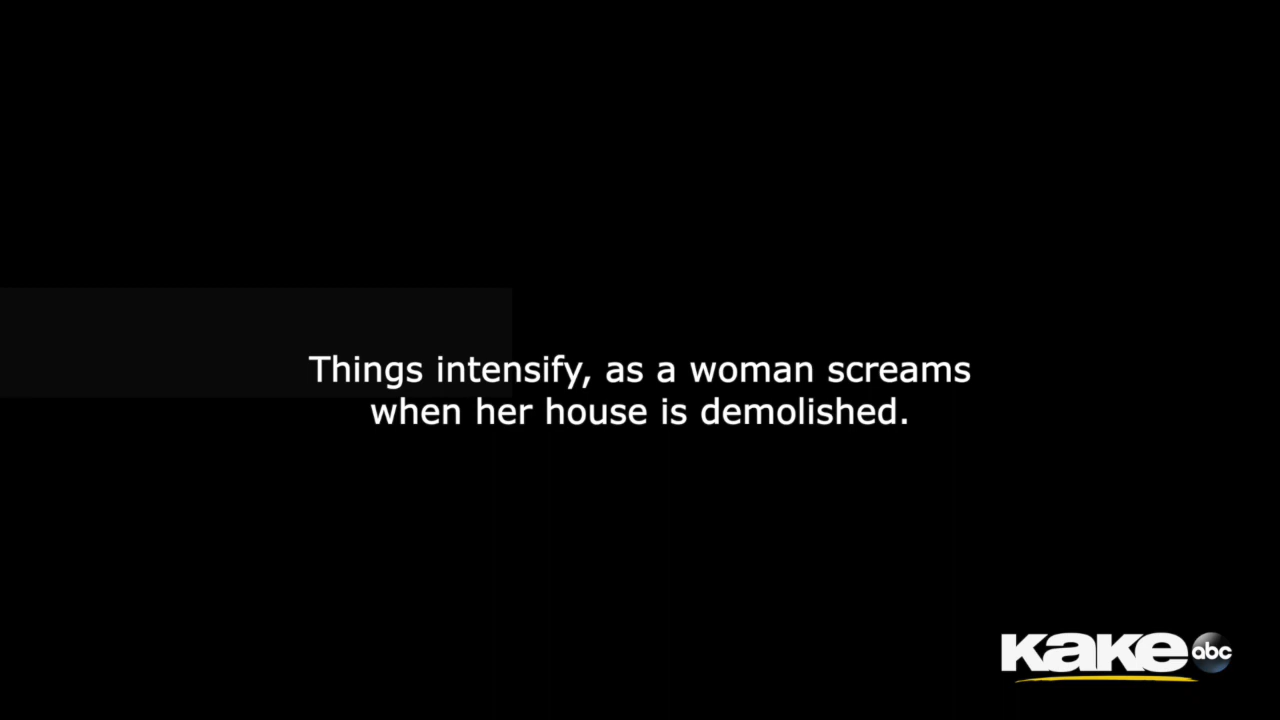 Things intensify, as a woman screams
when her house is demolished.
kake abc